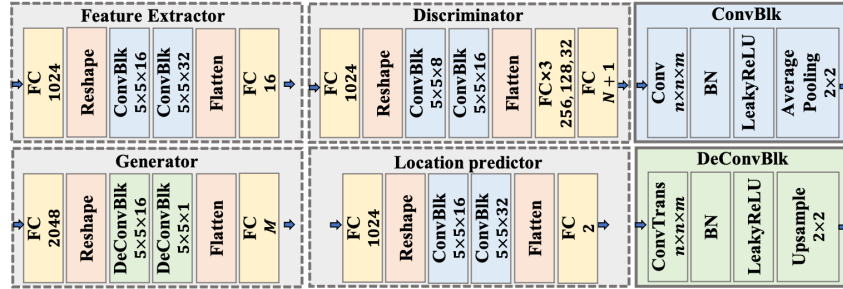 Feature Extractor
FC
1024
Reshape
ConvBlk
5×5×16
ConvBlk
5×5×32
Flatten
FC
16
Discriminator
FC
1024
Reshape
ConvBlk
5×5×8
ConvBlk
5×5×16
Flatten
FC×3
256,128,32
FC
N + 1
ConvBlk
Conv
n×n×m
BN
LeakyReLU
Average
Pooling
2×2
Generator
FC
2048
Reshape
DeConvBlk
5×5×16
DeConvBlk
5×5×1
Flatten
FC
M
Location predictor
FC
1024
Reshape
ConvBlk
5×5×16
ConvBlk
5×5×32
Flatten
FC
2
DeConvBlk
ConvTrans
n×n×m
BN
LeakyReLU
Upsample
2×2